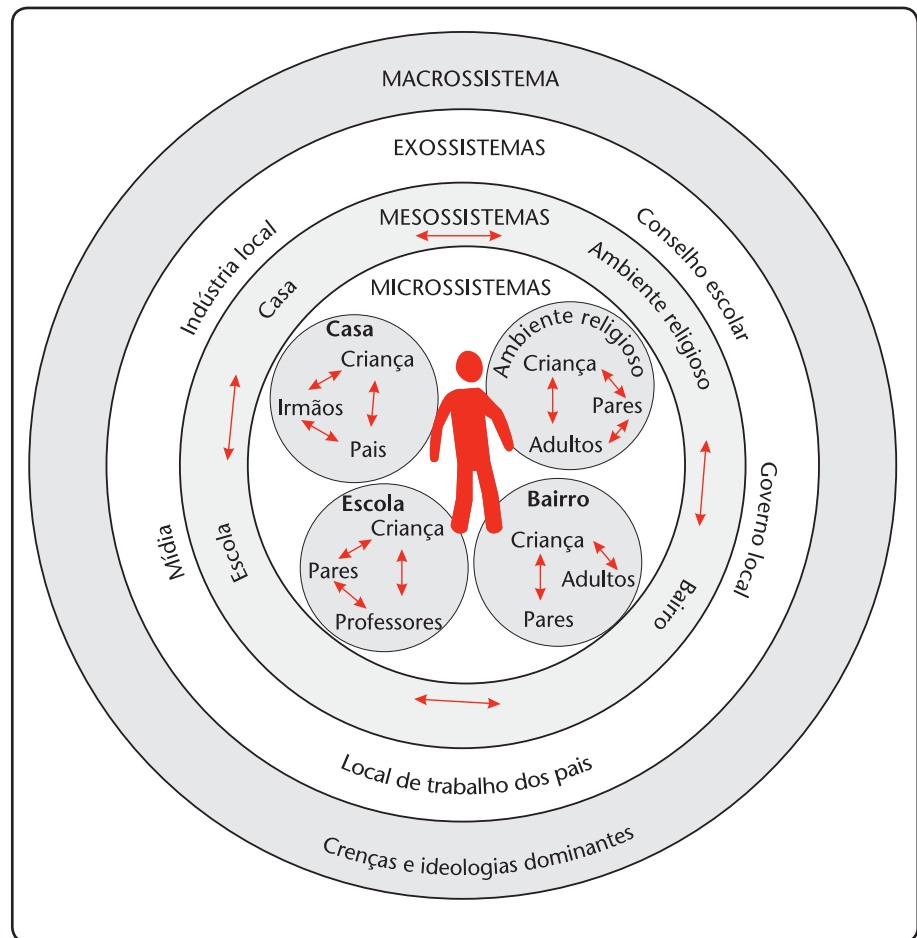 MACROSSISTEMA
EXOSSISTEMAS
MESOSSISTEMAS
MICROSSISTEMAS
Indústria local
Conselho escolar
Casa
Ambiente religioso
Casa
Criança
Irmãos
Pais
Ambiente religioso
Criança
Pares
Adultos
Escola
Criança
Pares
Professores
Bairro
Criança
Adultos
Pares
Mídia
Escola
Bairro
Governo local
Local de trabalho dos pais
Crenças e ideologias dominantes